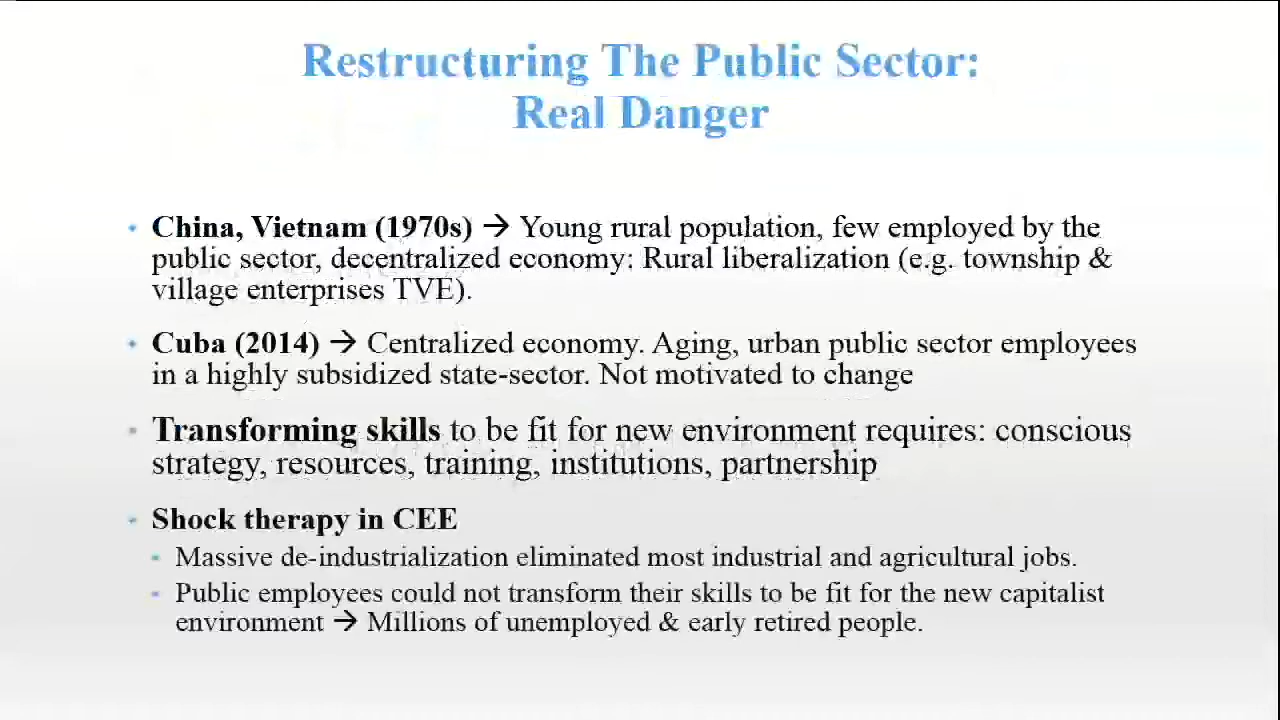 Restructuring The Public Sector:
Real Danger
• China, Vietnam (1970s) → Young rural population, few employed by the
public sector, decentralized economy: Rural liberalization (e.g. township &
village enterprises TVE).
• Cuba (2014) → Centralized economy. Aging, urban public sector employees
in a highly subsidized state-sector. Not motivated to change
• Transforming skills to be fit for new environment requires: conscious
strategy, resources, training, institutions, partnership
• Shock therapy in CEE
• Massive de-industrialization eliminated most industrial and agricultural jobs.
• Public employees could not transform their skills to be fit for the new capitalist
environment → Millions of unemployed & early retired people.